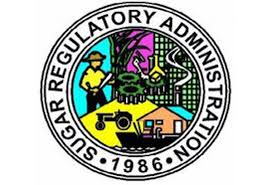 SUGAR REGULATORY ADMINISTRATION
• 1986 •